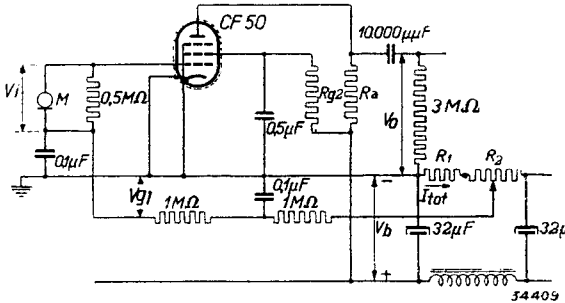 CF 50
10.000μμF
Vi
M
0,5MΩ
Rg2
Ra
Vo
3 MΩ
0,5μF
0,1μF
R1
R2
Vg1
0,1μF
−
Itot
1MΩ
1MΩ
Vb
32μF
32μ
+
34409